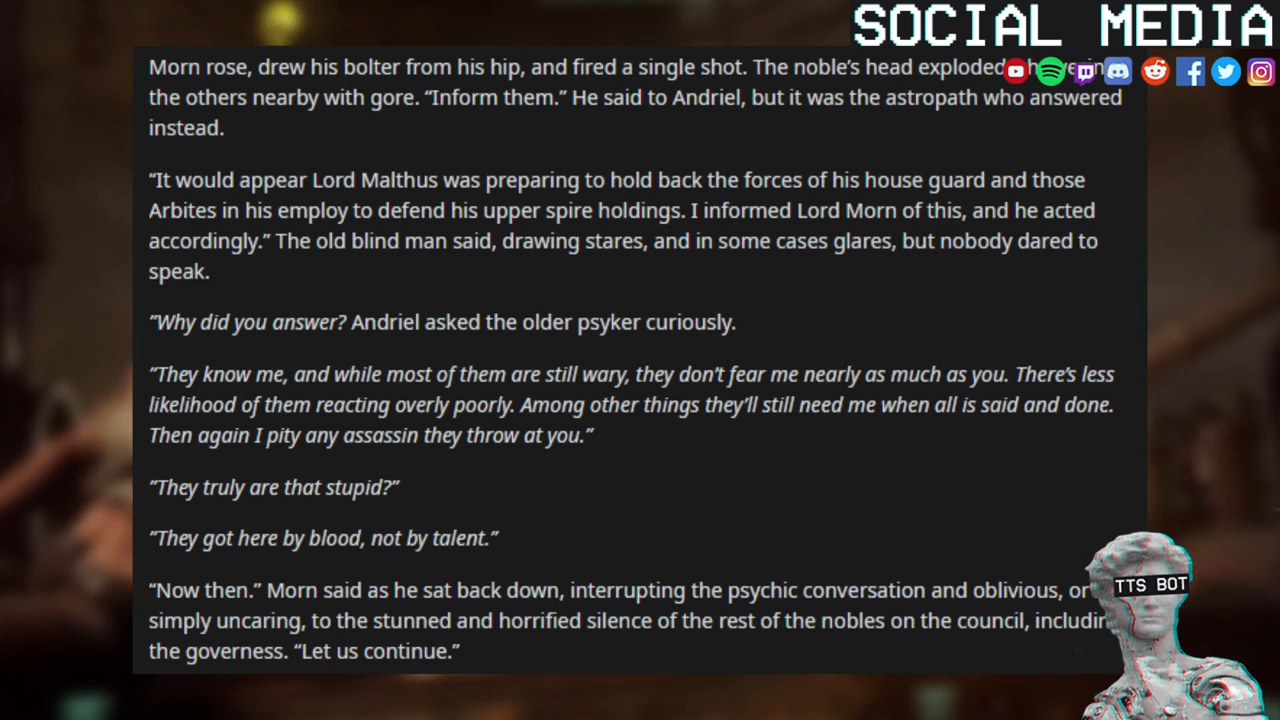 SOCIAL MEDIA
Morn rose, drew his bolter from his hip, and fired a single shot. The noble’s head exploded
the others nearby with gore. “Inform them.” He said to Andriel, but it was the astropath who answered
instead.
“It would appear Lord Malthus was preparing to hold back the forces of his house guard and those
Arbites in his employ to defend his upper spire holdings. I informed Lord Morn of this, and he acted
accordingly.” The old blind man said, drawing stares, and in some cases glares, but nobody dared to
speak.
“Why did you answer? Andriel asked the older psyker curiously.
“They know me, and while most of them are still wary, they don’t fear me nearly as much as you. There’s less
likelihood of them reacting overly poorly. Among other things they’ll still need me when all is said and done.
Then again I pity any assassin they throw at you.”
“They truly are that stupid?”
“They got here by blood, not by talent.”
“Now then.” Morn said as he sat back down, interrupting the psychic conversation and oblivious, or
simply uncaring, to the stunned and horrified silence of the rest of the nobles on the council, includin
the governess. “Let us continue.”
TTS BOT